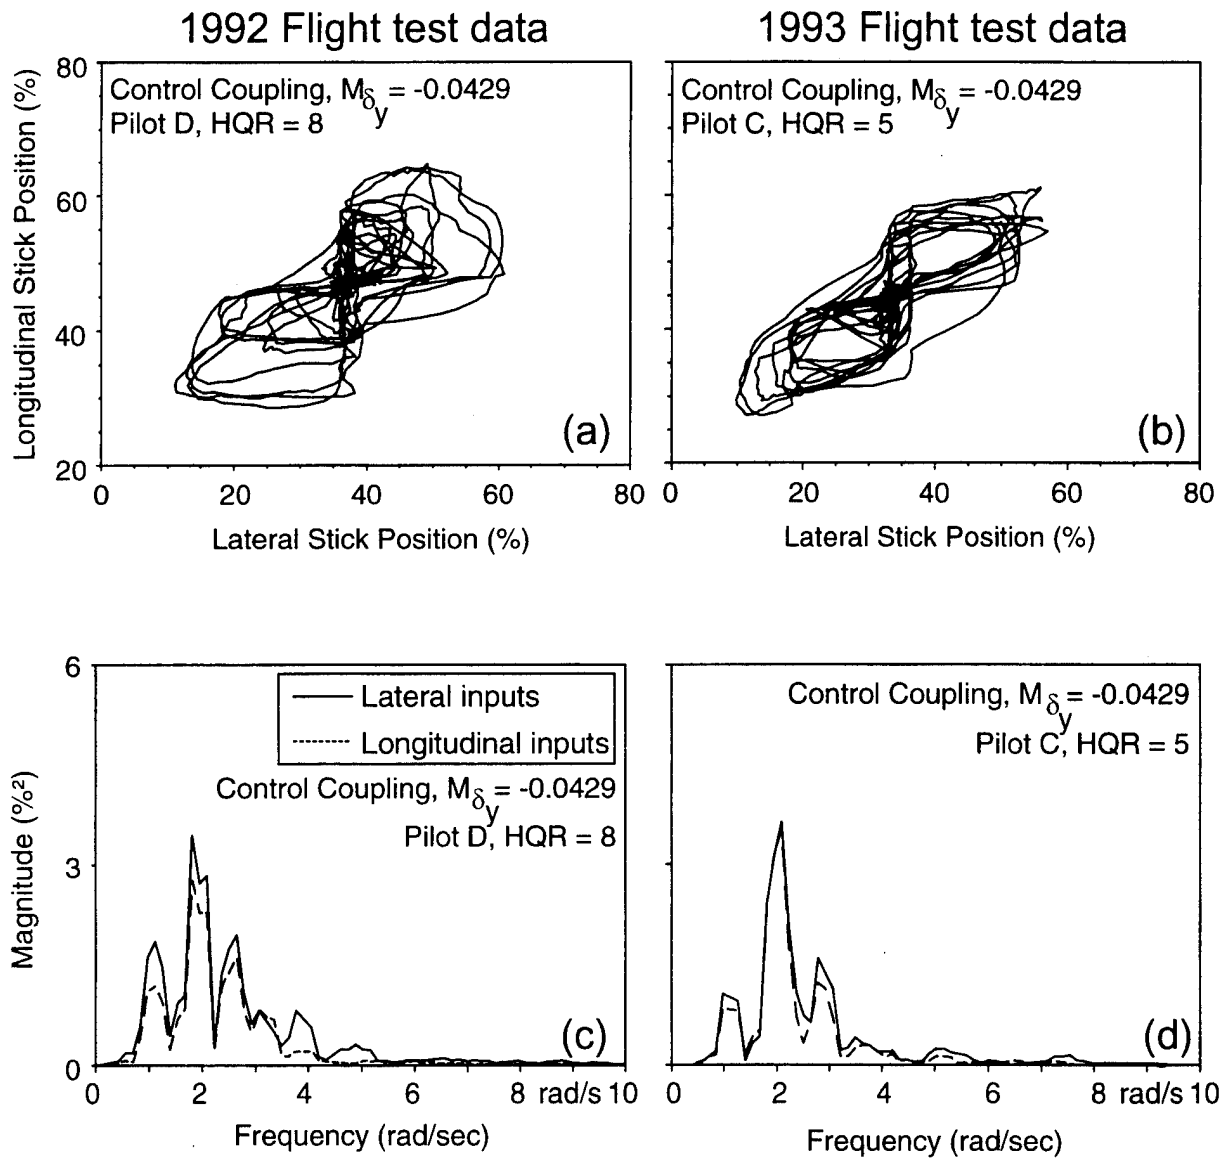 1992 Flight test data
1993 Flight test data
Longitudinal Stick Position (%)
80
60
40
20
Control Coupling, Mδy = -0.0429
Pilot D, HQR = 8
(a)
0 20 40 60 80
Lateral Stick Position (%)
Control Coupling, Mδy = -0.0429
Pilot C, HQR = 5
(b)
0 20 40 60 80
Lateral Stick Position (%)
Magnitude (%²)
6
3
0
Lateral inputs
Longitudinal inputs
Control Coupling, Mδy = -0.0429
Pilot D, HQR = 8
(c)
0 2 4 6 8 rad/s 10
Frequency (rad/sec)
Control Coupling, Mδy = -0.0429
Pilot C, HQR = 5
(d)
0 2 4 6 8 rad/s 10
Frequency (rad/sec)